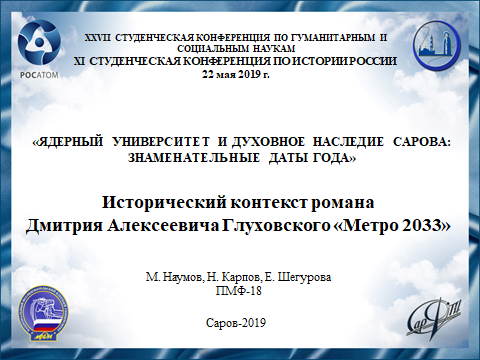 XXVII СТУДЕНЧЕСКАЯ КОНФЕРЕНЦИЯ ПО ГУМАНИТАРНЫМ И
СОЦИАЛЬНЫМ НАУКАМ
XI СТУДЕНЧЕСКАЯ КОНФЕРЕНЦИЯ ПО ИСТОРИИ РОССИИ
22 мая 2019 г.
РОСАТОМ
«ЯДЕРНЫЙ УНИВЕРСИТЕТ И ДУХОВНОЕ НАСЛЕДИЕ САРОВА:
ЗНАМЕНАТЕЛЬНЫЕ ДАТЫ ГОДА»
Исторический контекст романа
Дмитрия Алексеевича Глуховского «Метро 2033»
М. Наумов, Н. Карпов, Е. Шегурова
ПМФ-18
Саров-2019
СарФТИ